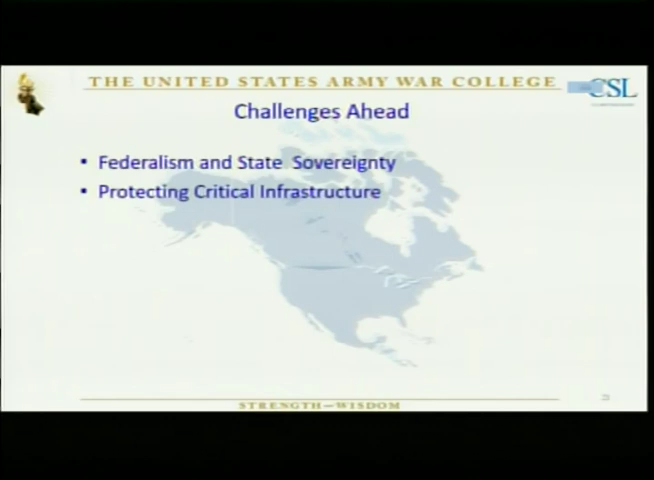 THE UNITED STATES ARMY WAR COLLEGE
CSL
Challenges Ahead
• Federalism and State Sovereignty
• Protecting Critical Infrastructure
STRENGTH—WISDOM